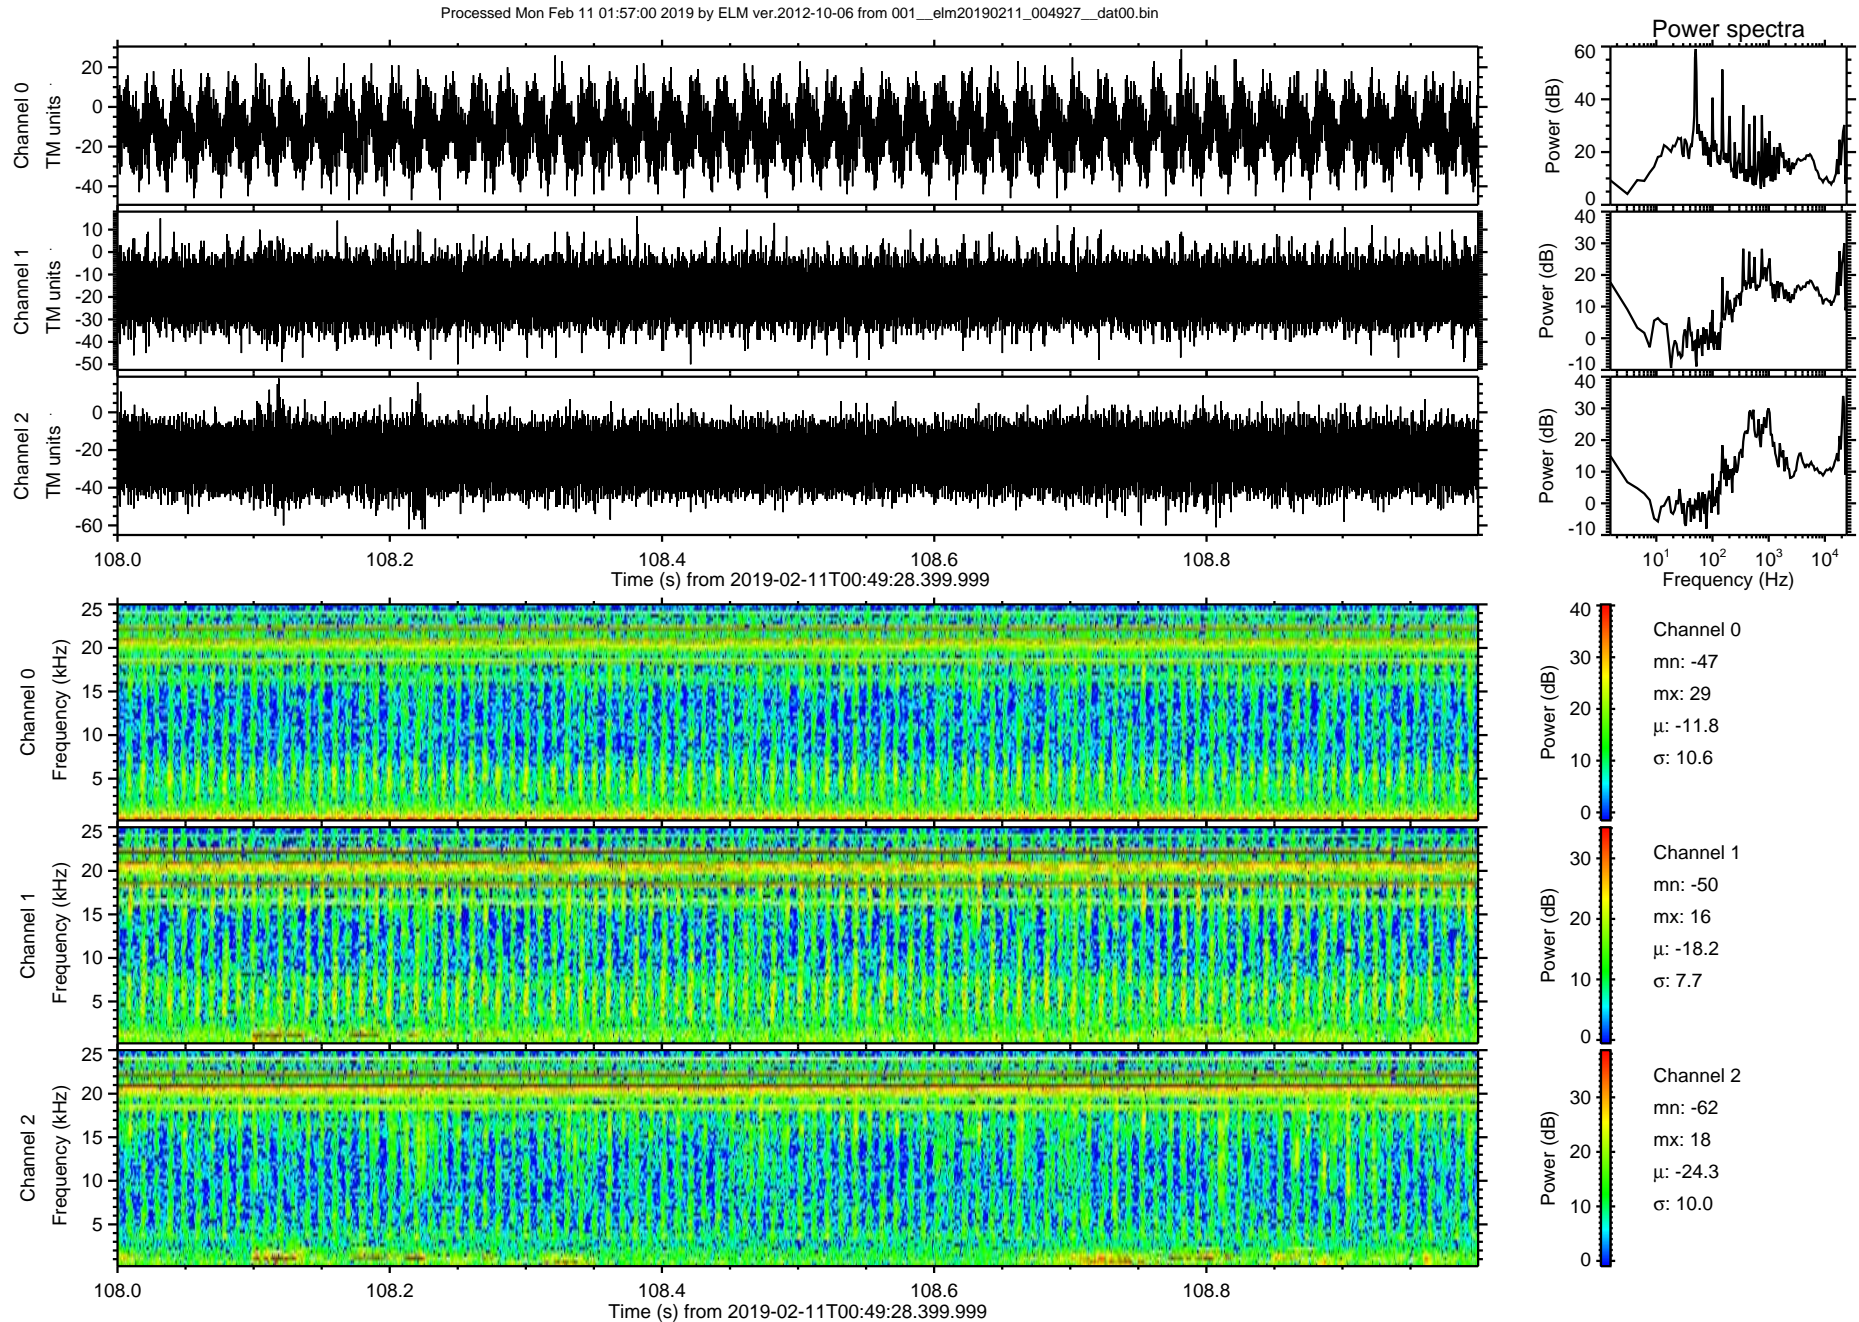 Processed Mon Feb 11 01:57:00 2019 by ELM ver.2012-10-06 from 001__elm20190211_004927__dat00.bin
Power spectra
Channel 0
TM units
20
0
-20
-40
Power (dB)
60
40
20
0
Channel 1
TM units
10
0
-10
-20
-30
-40
-50
Power (dB)
40
30
20
10
0
-10
Channel 2
TM units
0
-20
-40
-60
Power (dB)
40
30
20
10
0
-10
108.0 108.2 108.4 108.6 108.8
Time (s) from 2019-02-11T00:49:28.399.999
10¹ 10² 10³ 10⁴
Frequency (Hz)
Channel 0
Frequency (kHz)
25
20
15
10
5
Power (dB)
40
30
20
10
0
Channel 0
mn: -47
mx: 29
μ: -11.8
σ: 10.6
Channel 1
Frequency (kHz)
25
20
15
10
5
Power (dB)
30
20
10
0
Channel 1
mn: -50
mx: 16
μ: -18.2
σ: 7.7
Channel 2
Frequency (kHz)
25
20
15
10
5
Power (dB)
30
20
10
0
Channel 2
mn: -62
mx: 18
μ: -24.3
σ: 10.0
108.0 108.2 108.4 108.6 108.8
Time (s) from 2019-02-11T00:49:28.399.999